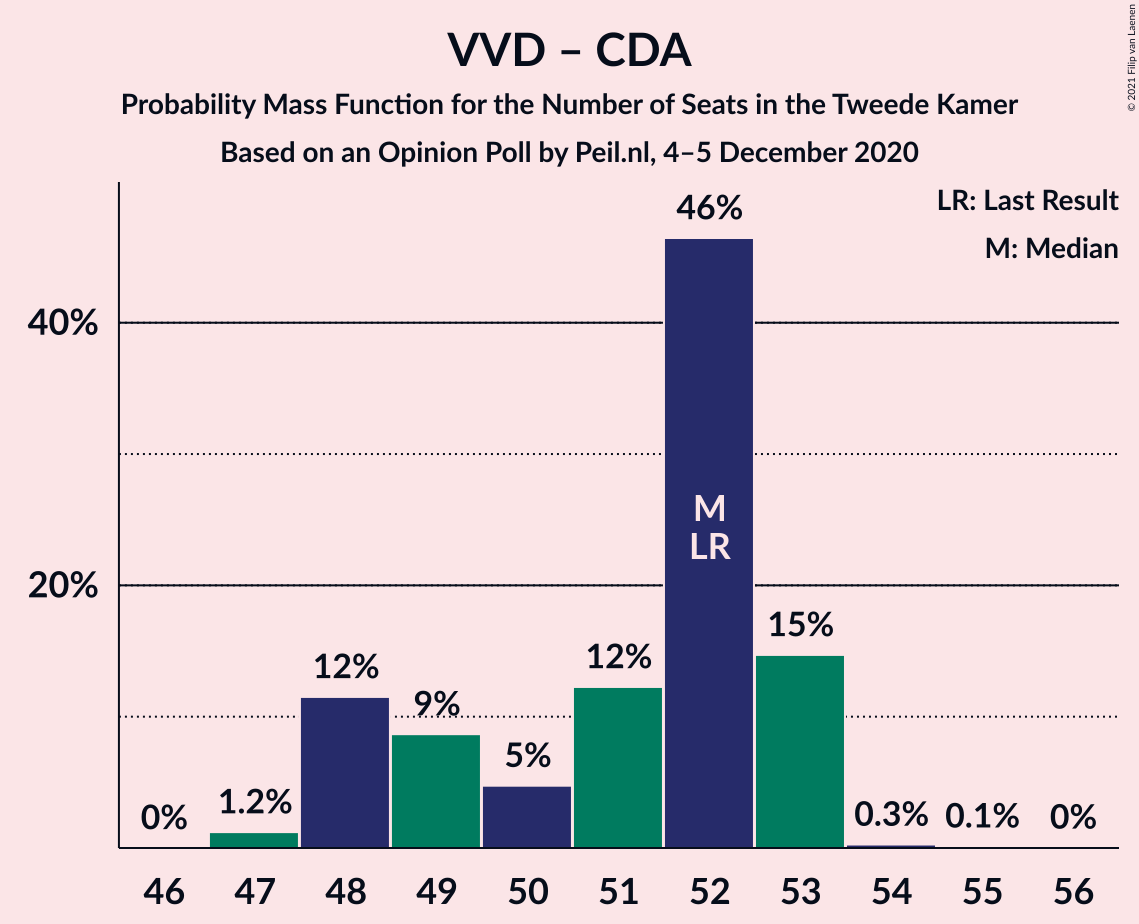 VVD – CDA
Probability Mass Function for the Number of Seats in the Tweede Kamer
Based on an Opinion Poll by Peil.nl, 4–5 December 2020
© 2021 Filip van Laenen
LR: Last Result
M: Median
40%
20%
0%
1.2%
12%
9%
5%
12%
46%
15%
0.3%
0.1%
0%
M
LR
46 47 48 49 50 51 52 53 54 55 56